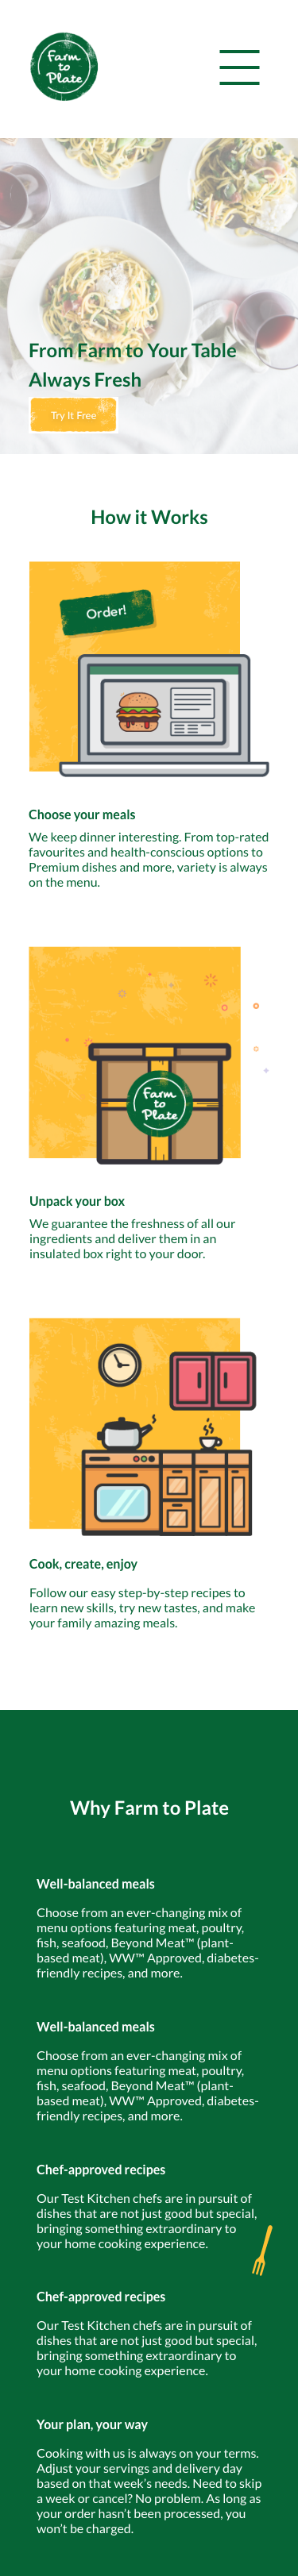 Farm
to
Plate
From Farm to Your Table
Always Fresh
Try It Free
How it Works
Order!
Choose your meals
We keep dinner interesting. From top-rated
favourites and health-conscious options to
Premium dishes and more, variety is always
on the menu.
Farm
to
Plate
Unpack your box
We guarantee the freshness of all our
ingredients and deliver them in an
insulated box right to your door.
Cook, create, enjoy
Follow our easy step-by-step recipes to
learn new skills, try new tastes, and make
your family amazing meals.
Why Farm to Plate
Well-balanced meals
Choose from an ever-changing mix of
menu options featuring meat, poultry,
fish, seafood, Beyond Meat™ (plant-
based meat), WW™ Approved, diabetes-
friendly recipes, and more.
Well-balanced meals
Choose from an ever-changing mix of
menu options featuring meat, poultry,
fish, seafood, Beyond Meat™ (plant-
based meat), WW™ Approved, diabetes-
friendly recipes, and more.
Chef-approved recipes
Our Test Kitchen chefs are in pursuit of
dishes that are not just good but special,
bringing something extraordinary to
your home cooking experience.
Chef-approved recipes
Our Test Kitchen chefs are in pursuit of
dishes that are not just good but special,
bringing something extraordinary to
your home cooking experience.
Your plan, your way
Cooking with us is always on your terms.
Adjust your servings and delivery day
based on that week's needs. Need to skip
a week or cancel? No problem. As long as
your order hasn't been processed, you
won't be charged.